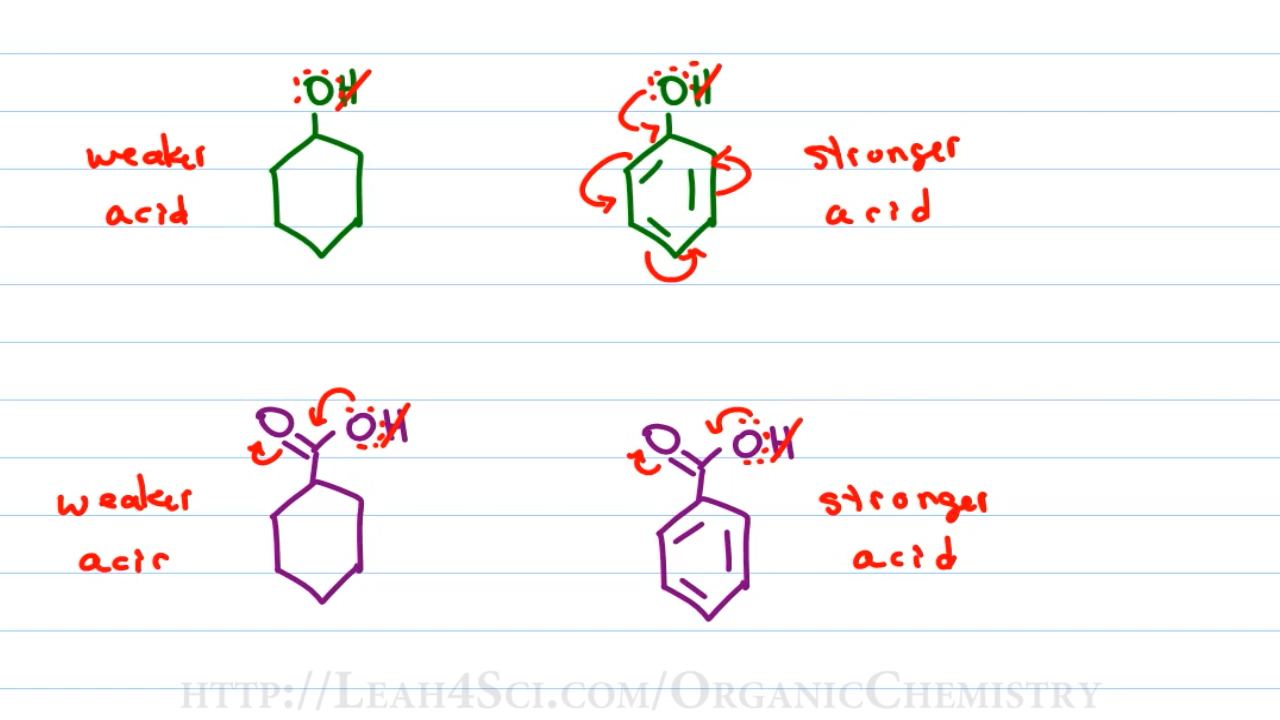 OH
OH
weaker
acid
stronger
acid
O OH
O OH
weaker
acir
stronger
acid
http://Leah4Sci.com/OrganicChemistry